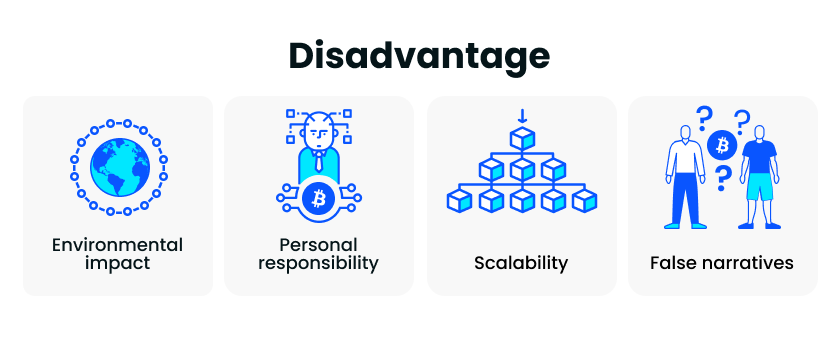 Disadvantage
Environmental
impact
Personal
responsibility
Scalability
False narratives